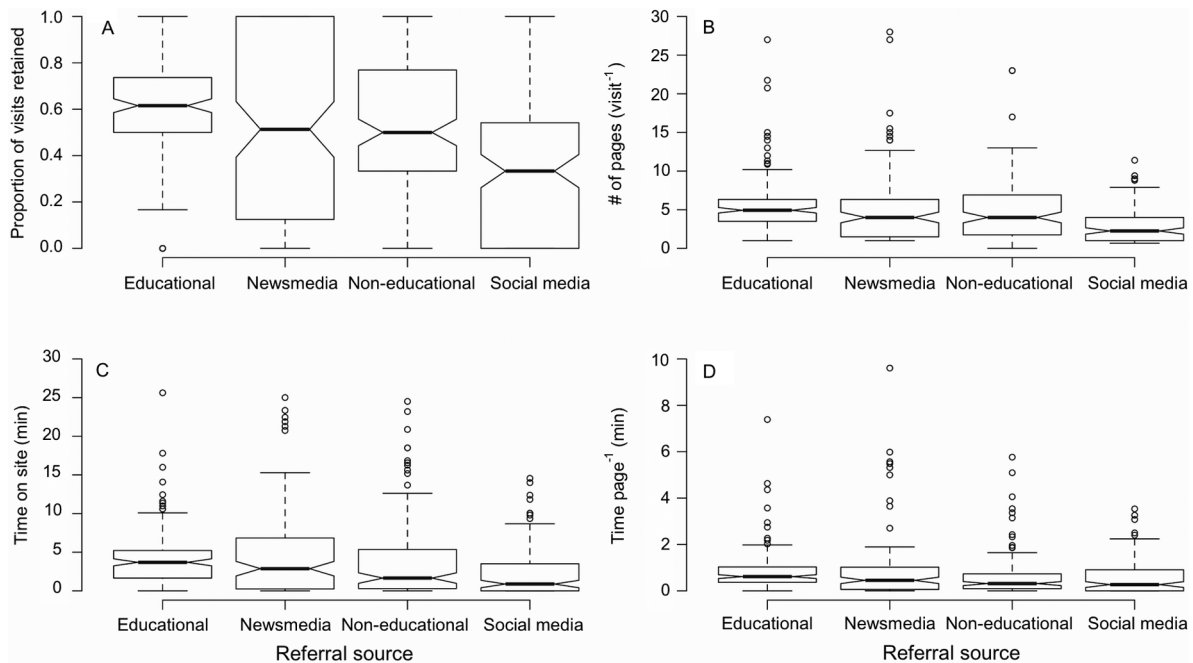 A
Proportion of visits retained
1.0
0.8
0.6
0.4
0.2
0.0
Educational
Newsmedia
Non-educational
Social media
B
# of pages (visit⁻¹)
30
25
20
15
10
5
0
Educational
Newsmedia
Non-educational
Social media
C
Time on site (min)
30
25
20
15
10
5
0
Educational
Newsmedia
Non-educational
Social media
Referral source
D
Time page⁻¹ (min)
10
8
6
4
2
0
Educational
Newsmedia
Non-educational
Social media
Referral source